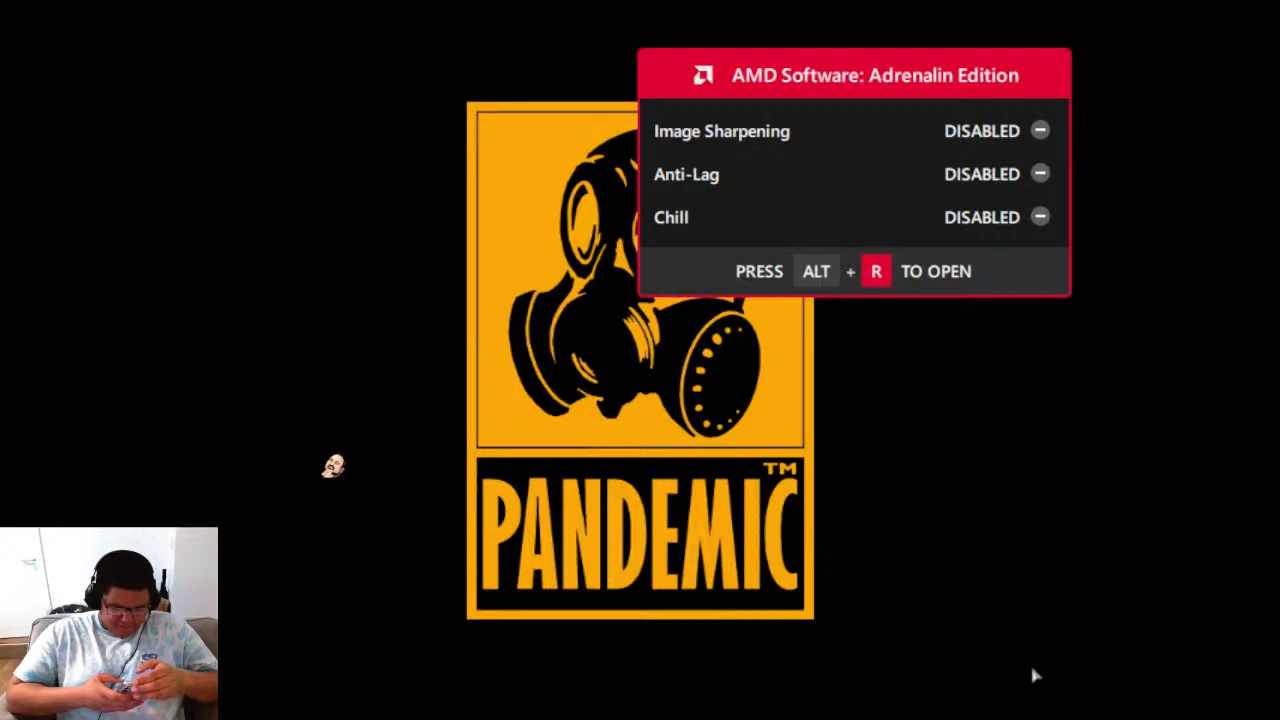 AMD Software: Adrenalin Edition
Image Sharpening DISABLED
Anti-Lag DISABLED
Chill DISABLED
PRESS ALT + R TO OPEN
PANDEMIC™